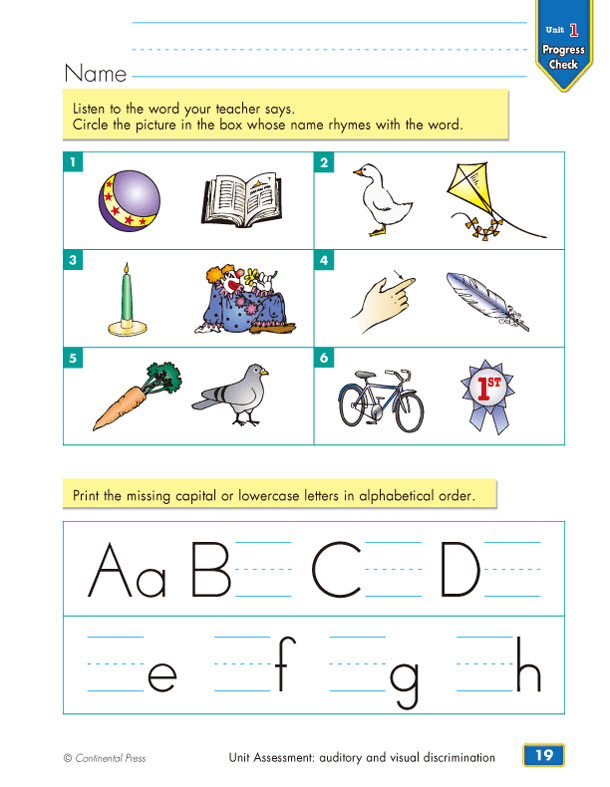 Unit 1
Progress
Check
Name
Listen to the word your teacher says.
Circle the picture in the box whose name rhymes with the word.
1
2
3
4
5
6
1ST
Print the missing capital or lowercase letters in alphabetical order.
Aa B C D
e f g h
© Continental Press
Unit Assessment: auditory and visual discrimination
19